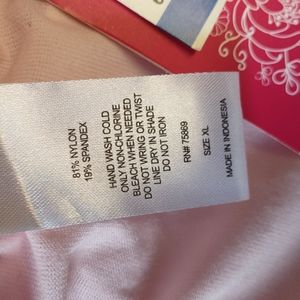 81% NYLON
19% SPANDEX
HAND WASH COLD
ONLY NON-CHLORINE
BLEACH WHEN NEEDED
DO NOT WRING OR TWIST
LINE DRY IN SHADE
DO NOT IRON
RN# 75869
SIZE XL
MADE IN INDONESIA